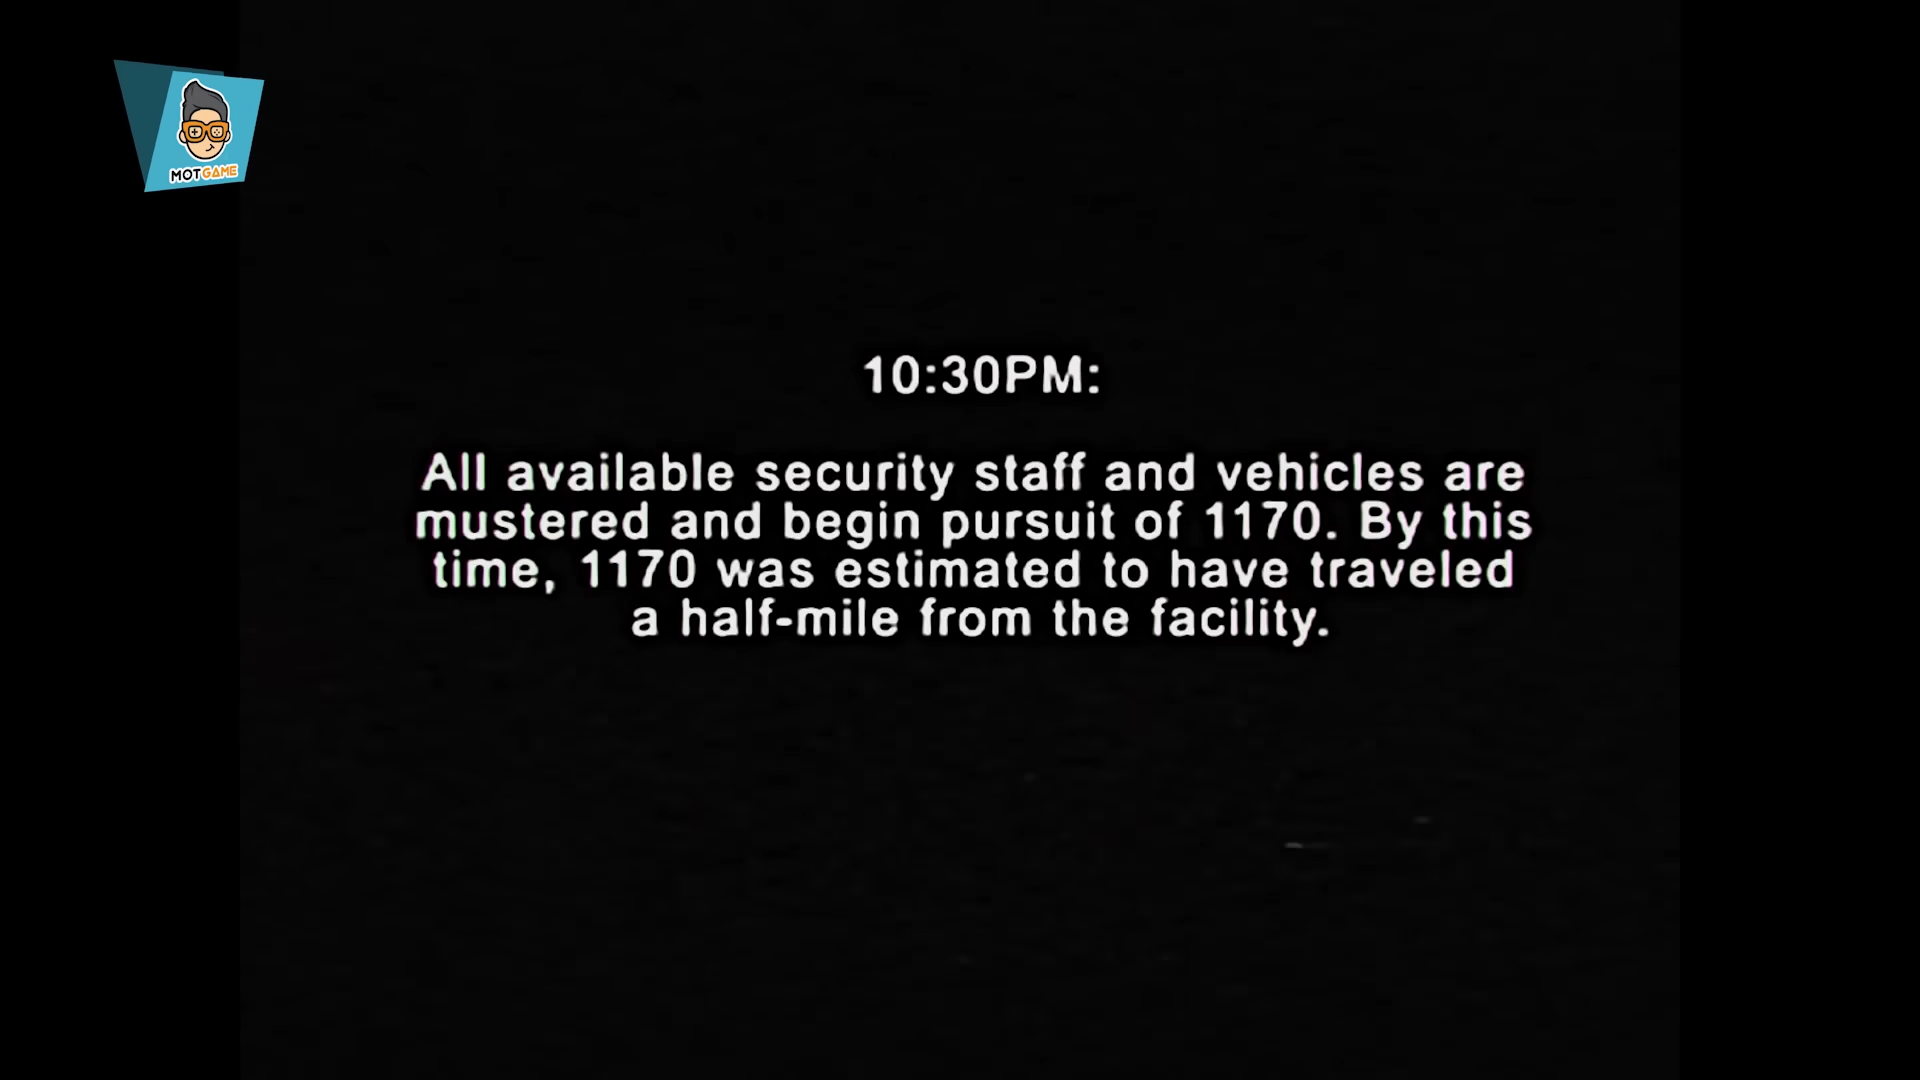 MOTGAME
10:30PM:
All available security staff and vehicles are
mustered and begin pursuit of 1170. By this
time, 1170 was estimated to have traveled
a half-mile from the facility.